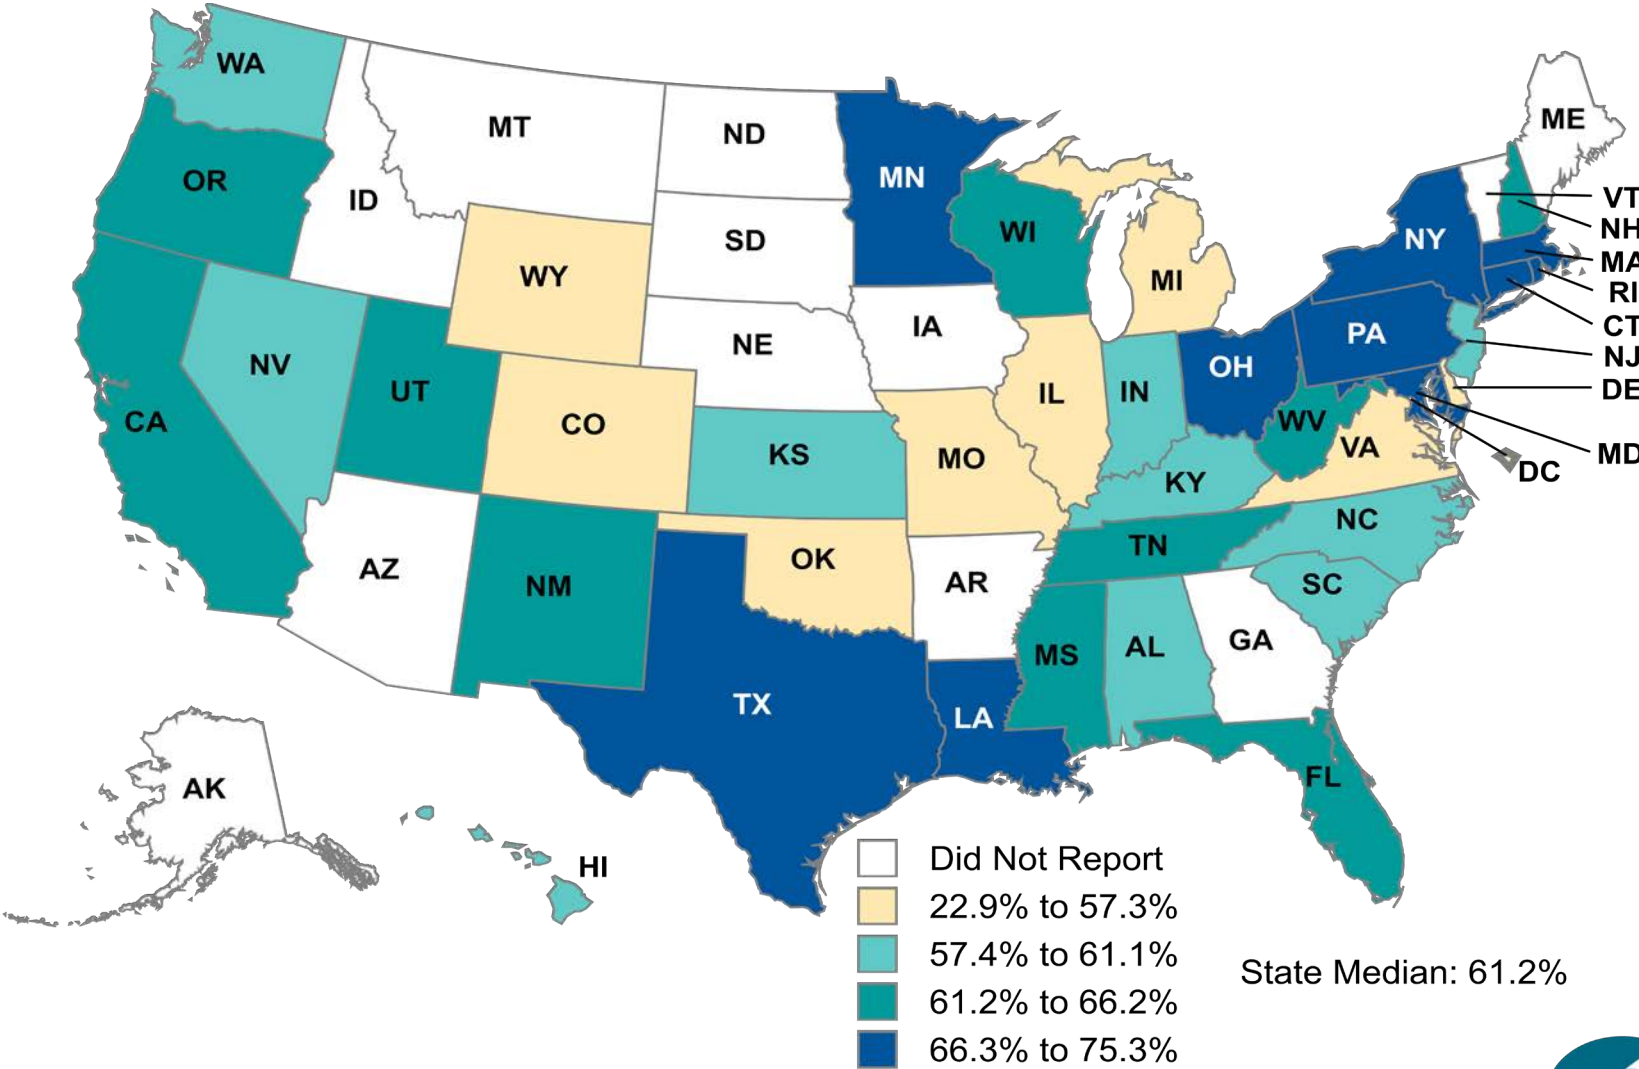 WA
MT
ND
MN
ME
OR
ID
SD
WI
NY
VT
NH
MA
RI
CT
NJ
DE
MD
DC
WY
MI
IA
NE
PA
NV
UT
CO
KS
IL
IN
OH
CA
MO
WV
VA
KY
NC
TN
AZ
NM
OK
AR
SC
MS
AL
GA
TX
LA
FL
AK
HI
Did Not Report
22.9% to 57.3%
57.4% to 61.1%
61.2% to 66.2%
66.3% to 75.3%
State Median: 61.2%